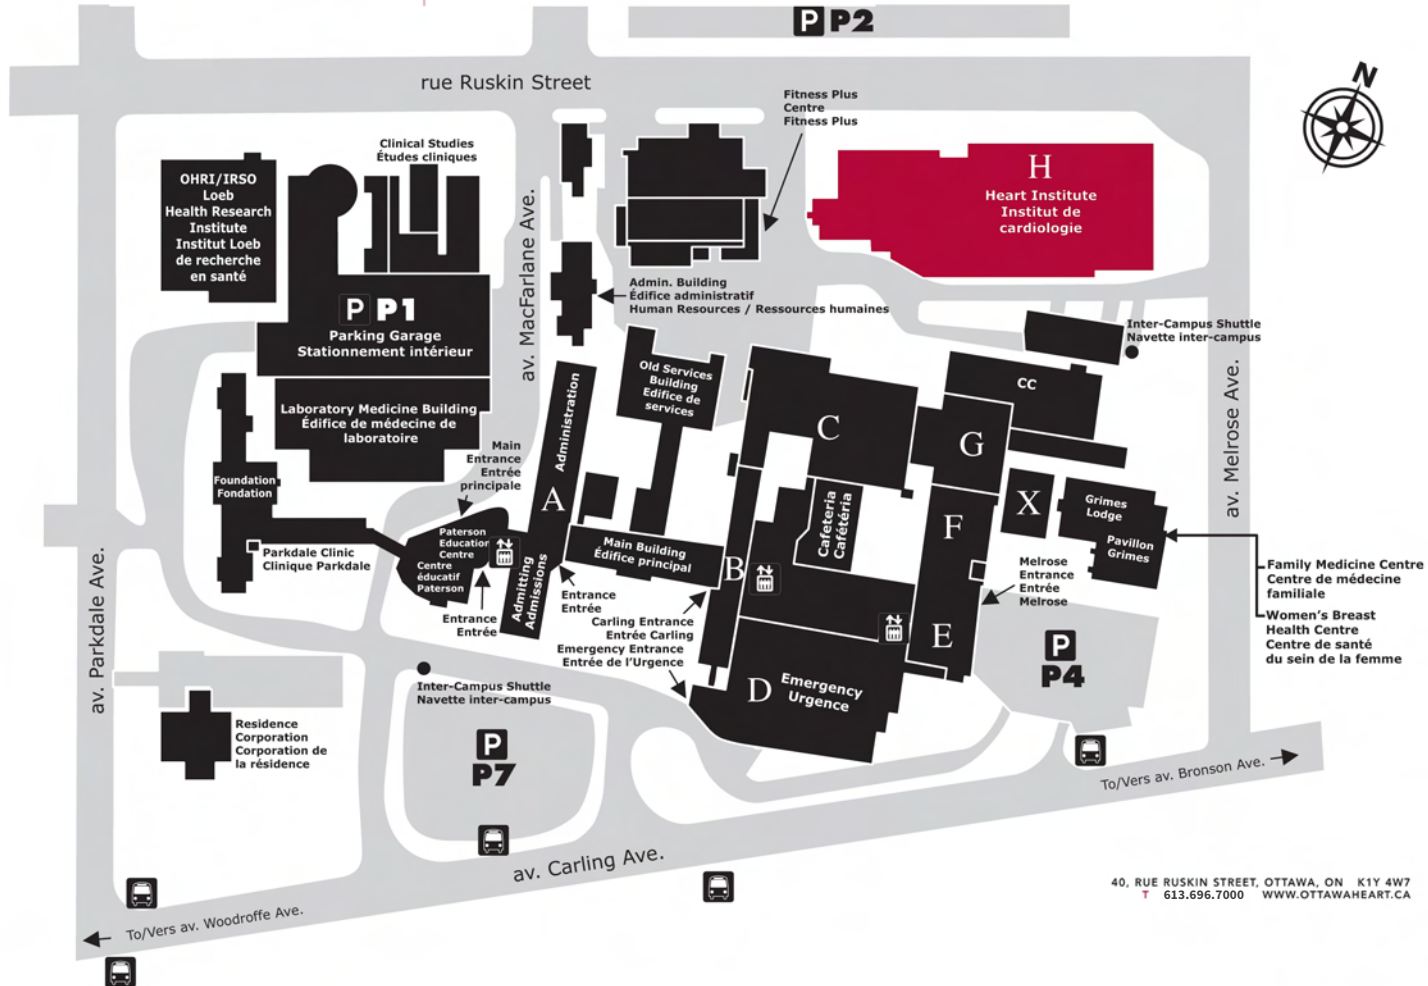 P P2
rue Ruskin Street
N
Fitness Plus
Centre
Fitness Plus
Clinical Studies
Études cliniques
OHRI/IRSO
Loeb
Health Research
Institute
Institut Loeb
de recherche
en santé
H
Heart Institute
Institut de
cardiologie
av. MacFarlane Ave.
P P1
Parking Garage
Stationnement intérieur
Admin. Building
Édifice administratif
Human Resources / Ressources humaines
Inter-Campus Shuttle
Navette inter-campus
Old Services
Building
Edifice de
services
CC
av. Melrose Ave.
Laboratory Medicine Building
Édifice de médecine de
laboratoire
Administration
A
Admitting
Admissions
C
G
Main
Entrance
Entrée
principale
Foundation
Fondation
X
Grimes
Lodge
Pavillon
Grimes
Cafeteria
Cafétéria
F
Paterson
Education
Centre
Centre
éducatif
Paterson
Main Building
Édifice principal
B
Parkdale Clinic
Clinique Parkdale
av. Parkdale Ave.
Melrose
Entrance
Entrée
Melrose
Family Medicine Centre
Centre de médecine
familiale
Women's Breast
Health Centre
Centre de santé
du sein de la femme
Entrance
Entrée
Entrance
Entrée
Carling Entrance
Entrée Carling
Emergency Entrance
Entrée de l'Urgence
E
P
P4
D
Emergency
Urgence
Inter-Campus Shuttle
Navette inter-campus
Residence
Corporation
Corporation de
la résidence
P
P7
To/Vers av. Bronson Ave.
av. Carling Ave.
To/Vers av. Woodroffe Ave.
40, RUE RUSKIN STREET, OTTAWA, ON K1Y 4W7
T 613.696.7000 WWW.OTTAWAHEART.CA